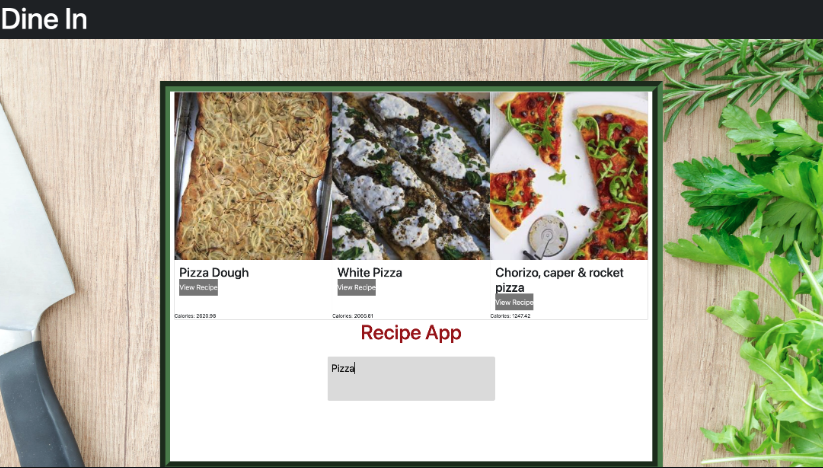 Dine In
Pizza Dough
View Recipe
White Pizza
View Recipe
Chorizo, caper & rocket
pizza
View Recipe
Calories: 2620.99
Calories: 2005.61
Calories: 1247.42
Recipe App
Pizza